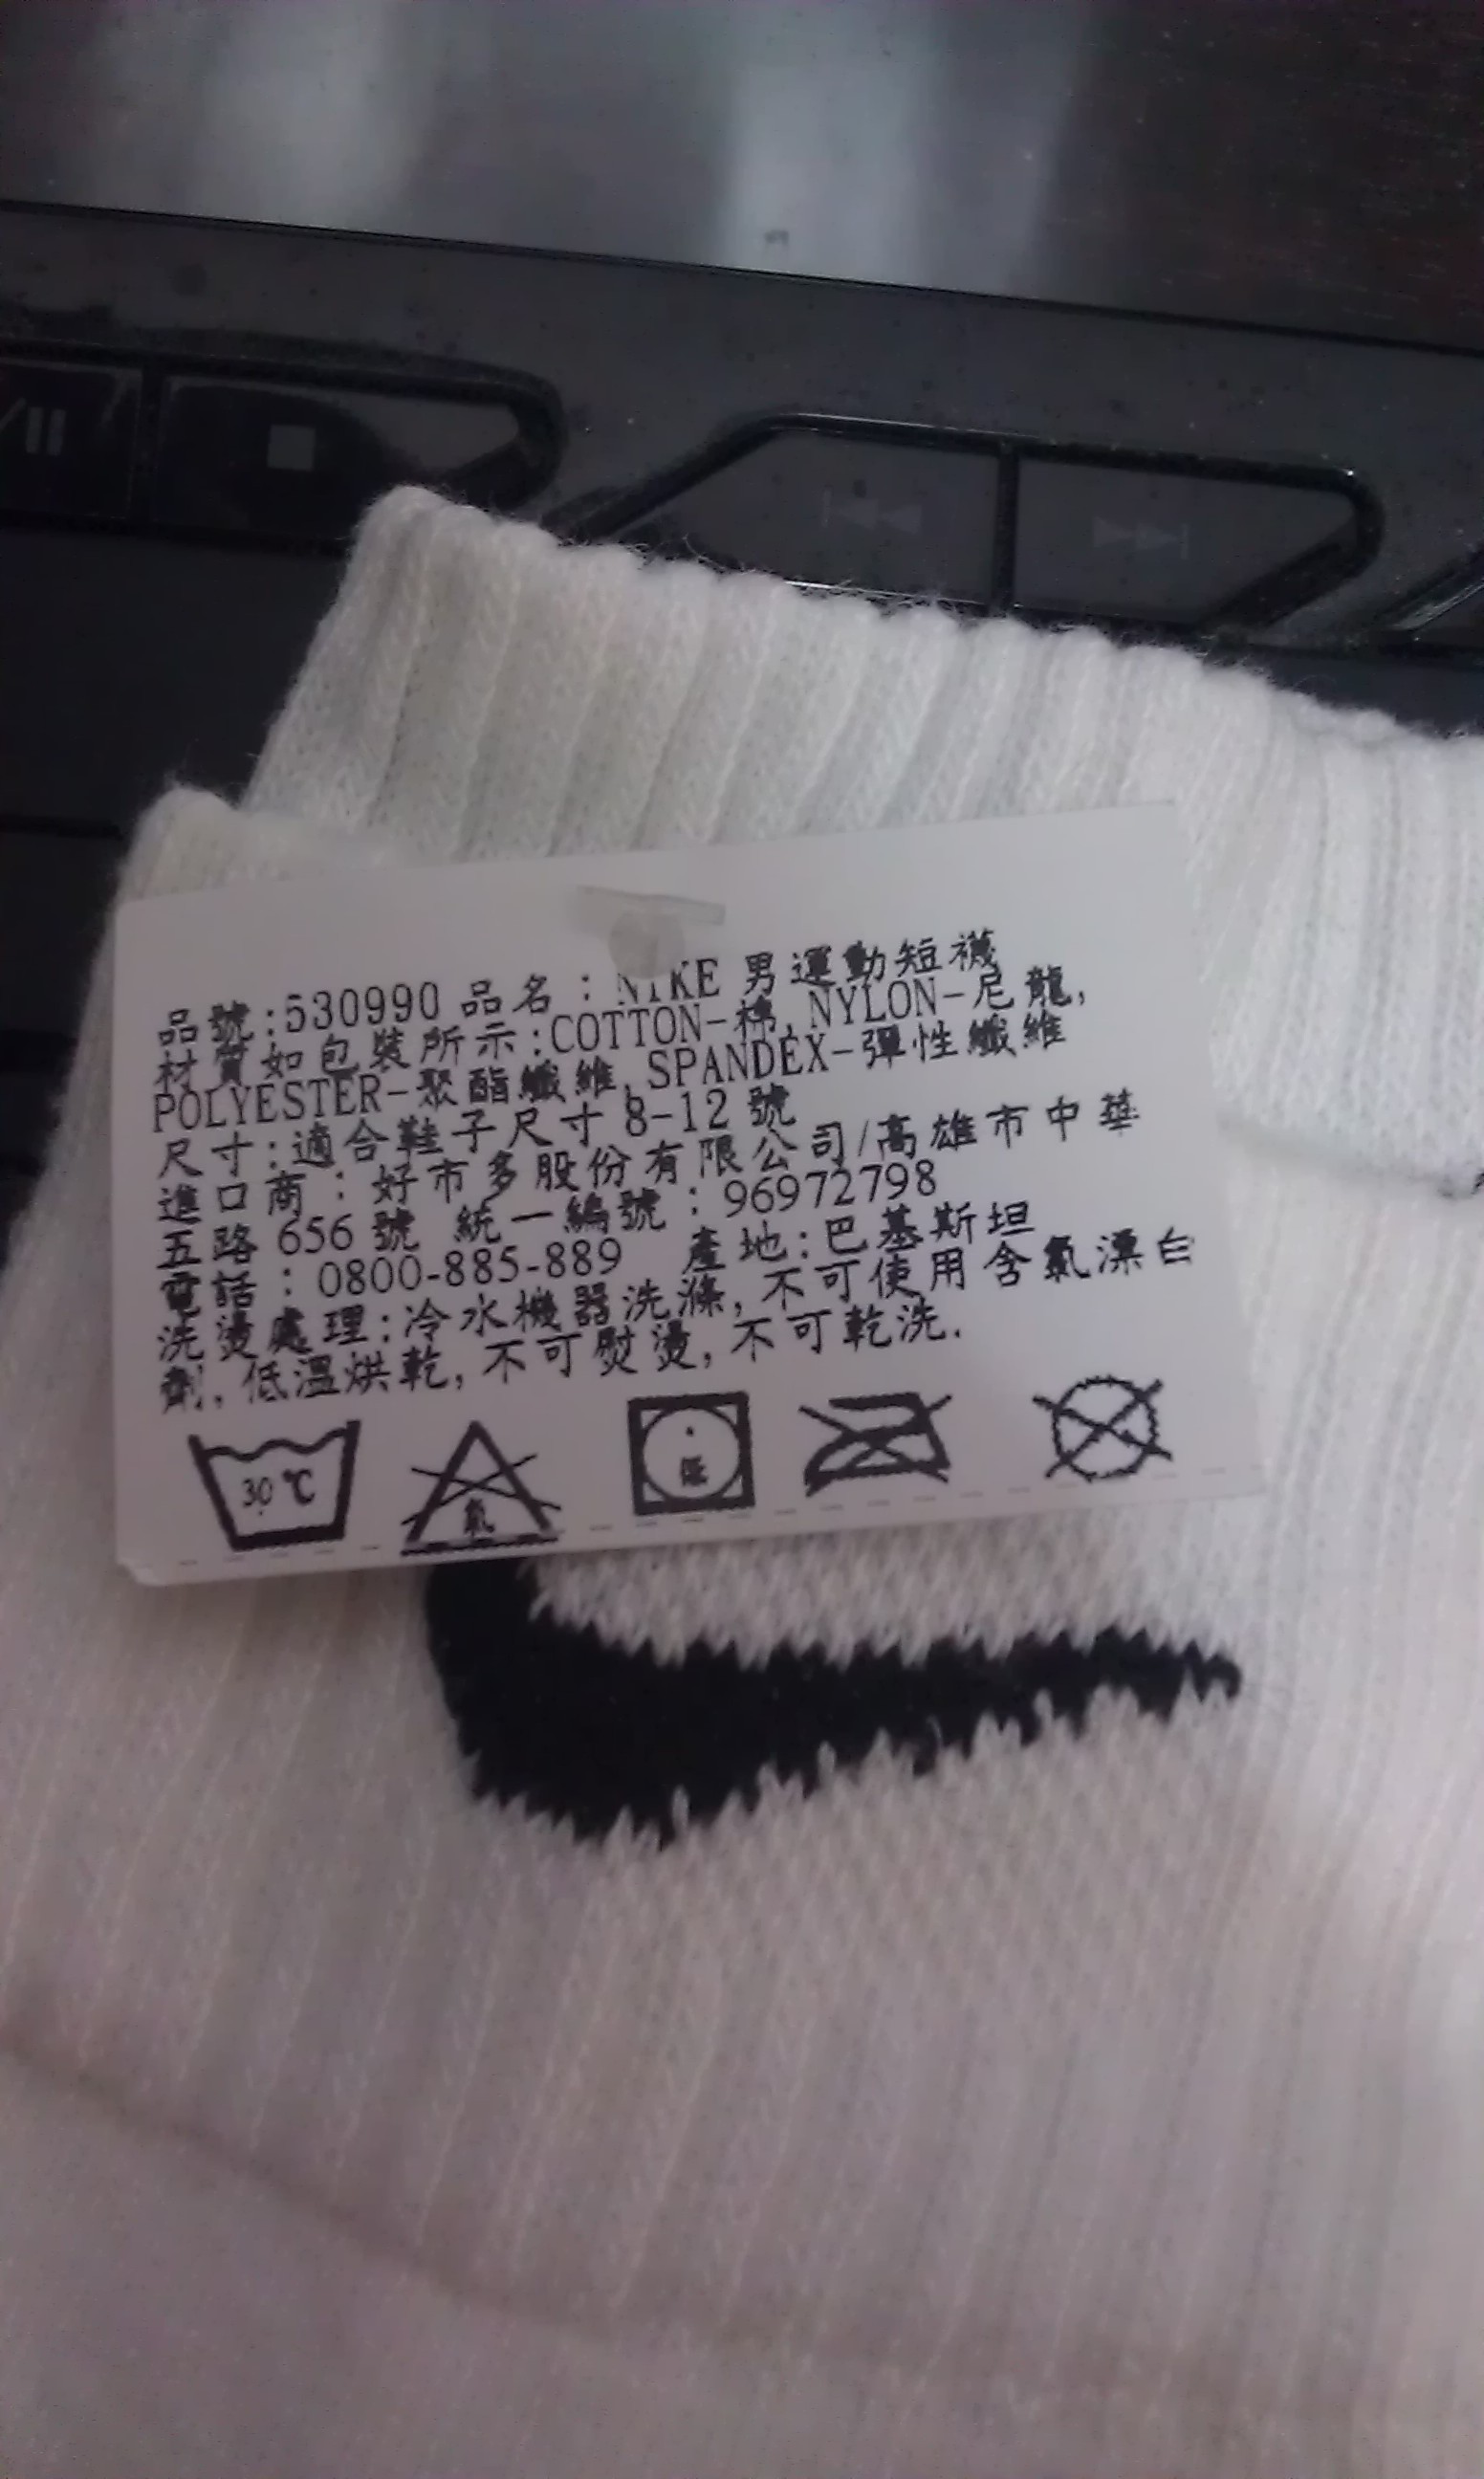 品號:530990 品名：NIKE 男運動短襪
材質如包裝所示:COTTON-棉, NYLON-尼龍,
POLYESTER-聚酯纖維, SPANDEX-彈性纖維
尺寸:適合鞋子尺寸 8-12 號
進口商：好市多股份有限公司/高雄市中華
五路 656 號 統一編號：96972798
電話：0800-885-889 產地:巴基斯坦
洗燙處理:冷水機器洗滌, 不可使用含氯漂白
劑, 低溫烘乾, 不可熨燙, 不可乾洗.
30℃ 氯 低